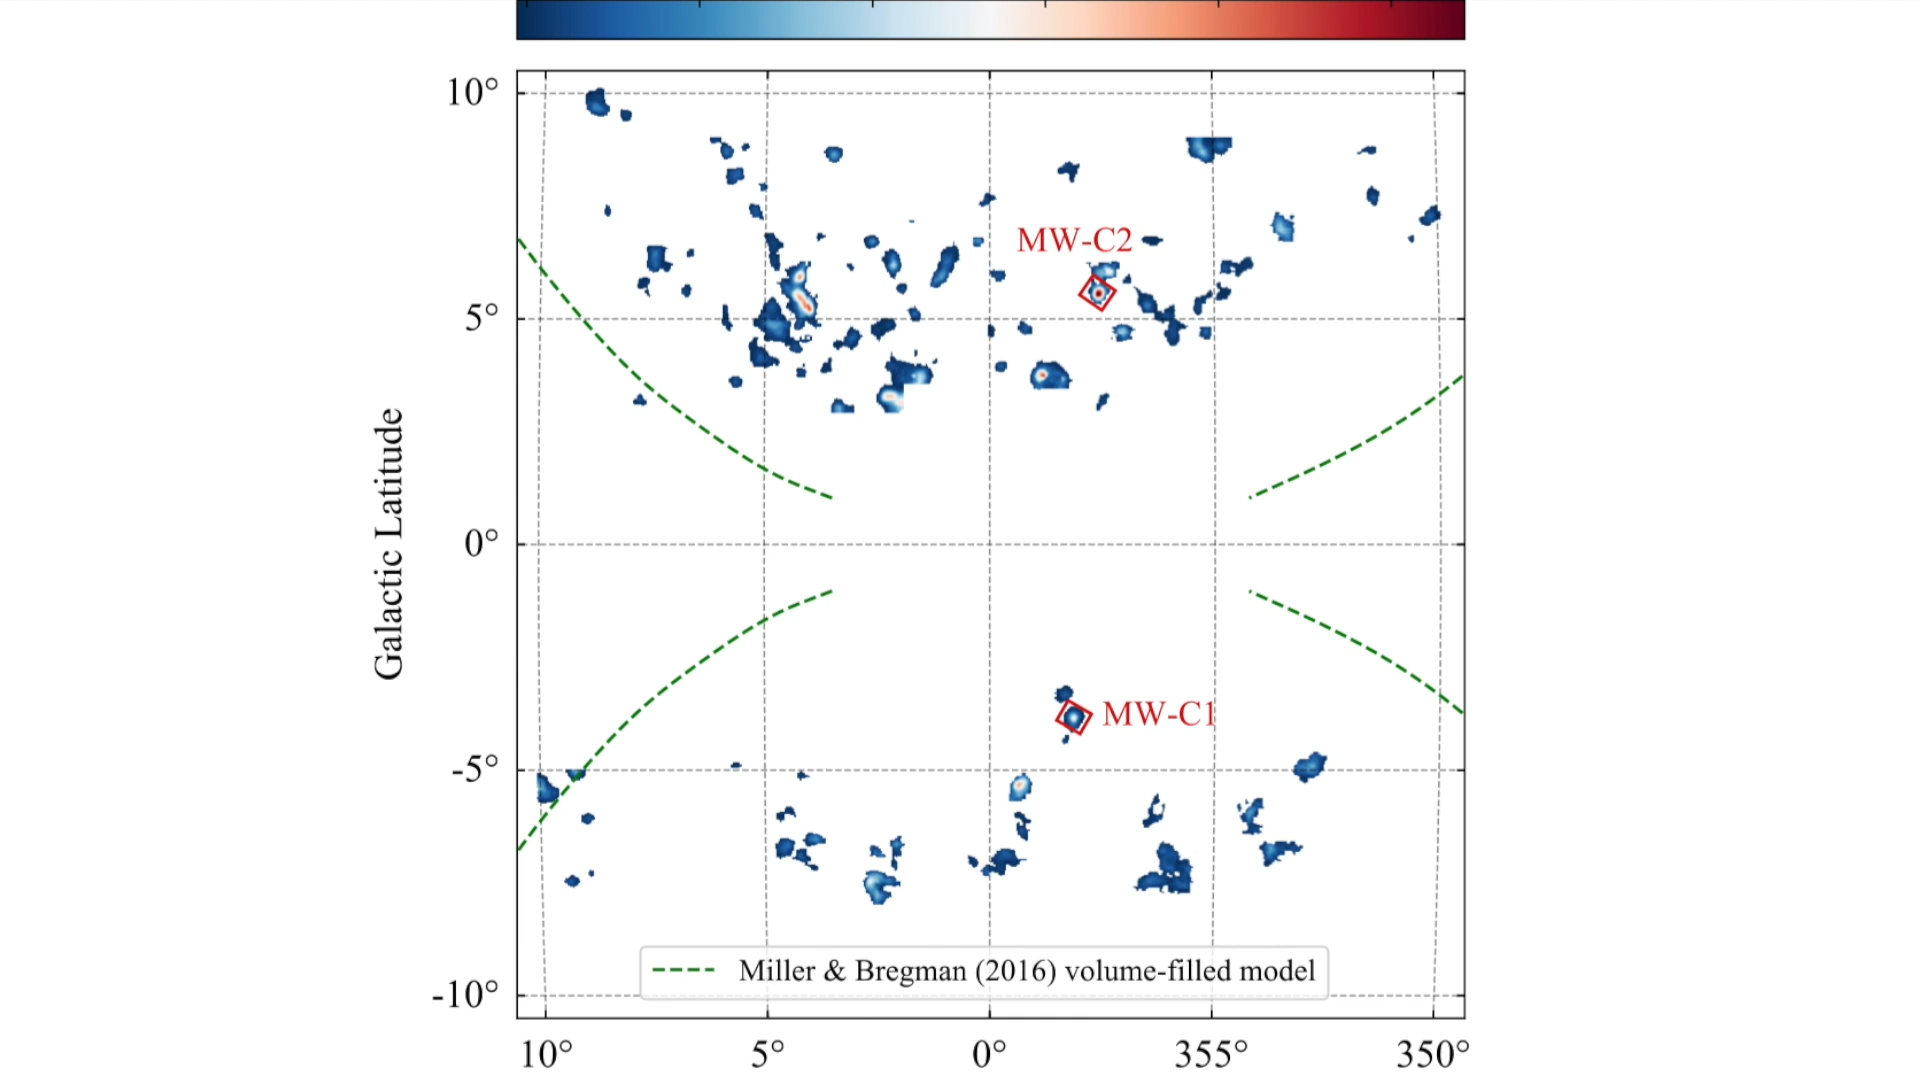 10°
MW-C2
5°
Galactic Latitude
0°
MW-C1
-5°
Miller & Bregman (2016) volume-filled model
-10°
10° 5° 0° 355° 350°